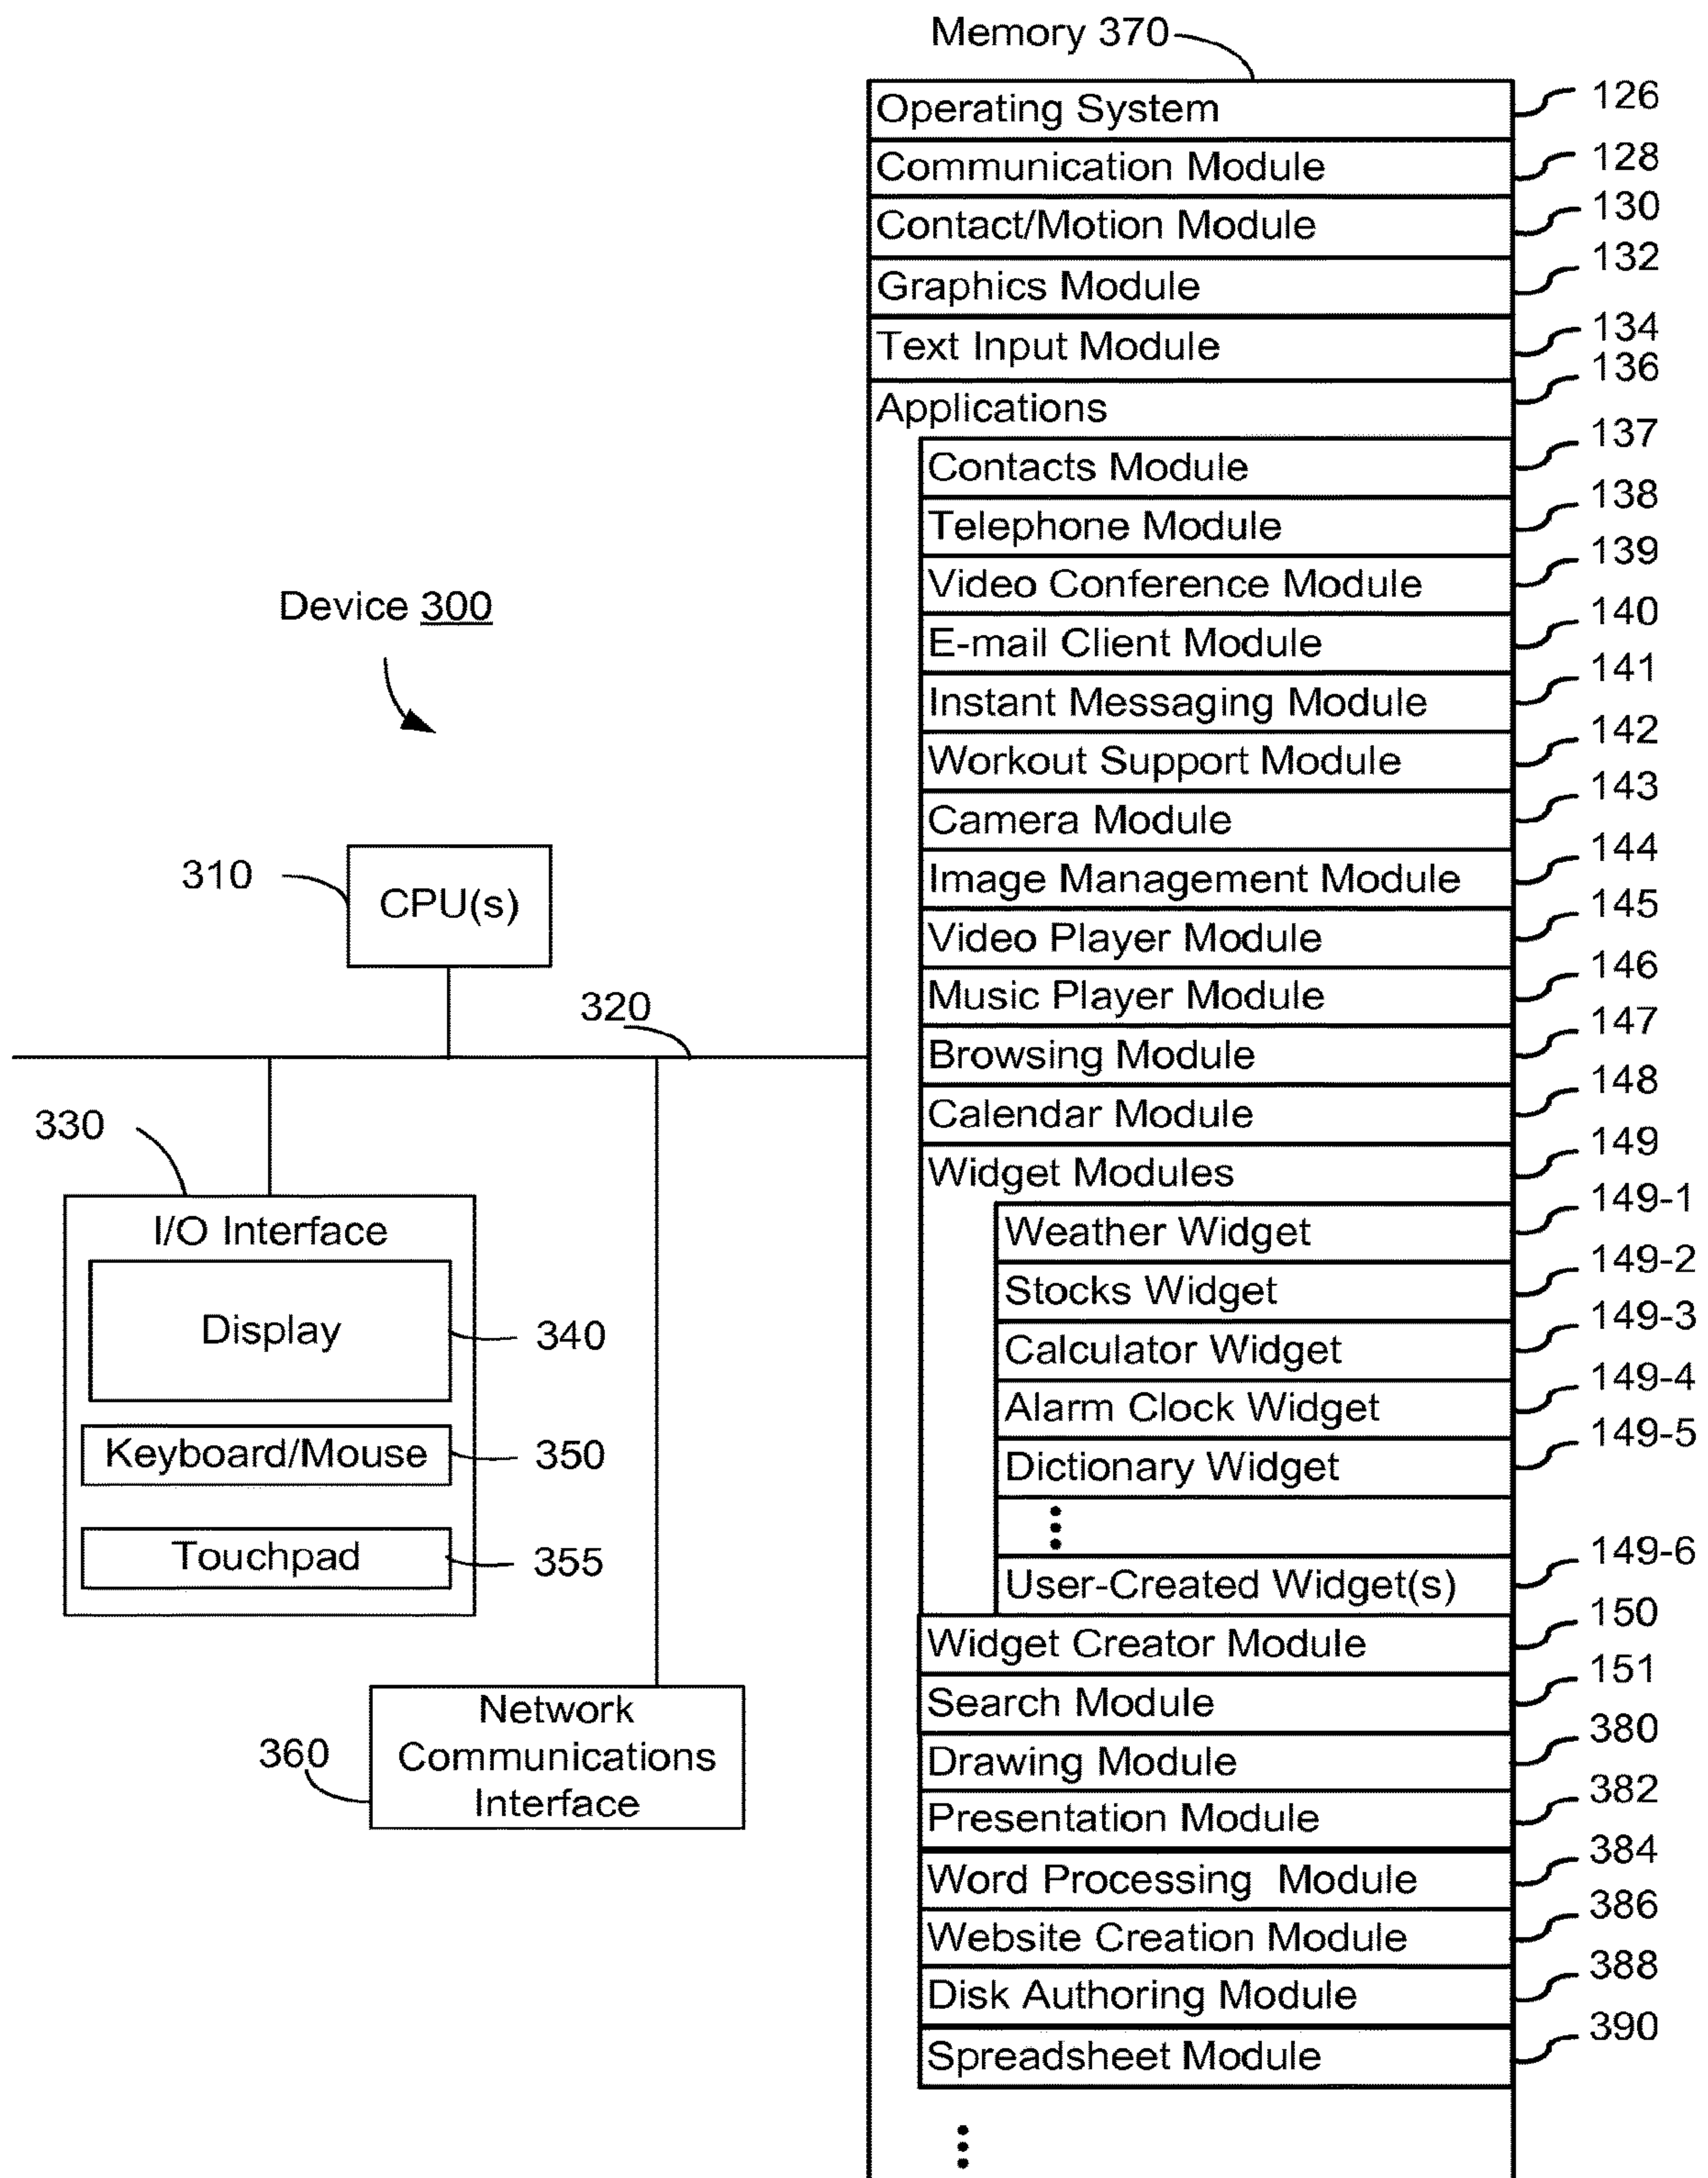 Memory 370
Operating System 126
Communication Module 128
Contact/Motion Module 130
Graphics Module 132
Text Input Module 134
Applications 136
Contacts Module 137
Telephone Module 138
Video Conference Module 139
E-mail Client Module 140
Instant Messaging Module 141
Workout Support Module 142
Camera Module 143
Image Management Module 144
Video Player Module 145
Music Player Module 146
Browsing Module 147
Calendar Module 148
Widget Modules 149
Weather Widget 149-1
Stocks Widget 149-2
Calculator Widget 149-3
Alarm Clock Widget 149-4
Dictionary Widget 149-5
User-Created Widget(s) 149-6
Widget Creator Module 150
Search Module 151
Drawing Module 380
Presentation Module 382
Word Processing Module 384
Website Creation Module 386
Disk Authoring Module 388
Spreadsheet Module 390
Device 300
310 CPU(s)
320
330
I/O Interface
Display 340
Keyboard/Mouse 350
Touchpad 355
360
Network
Communications
Interface